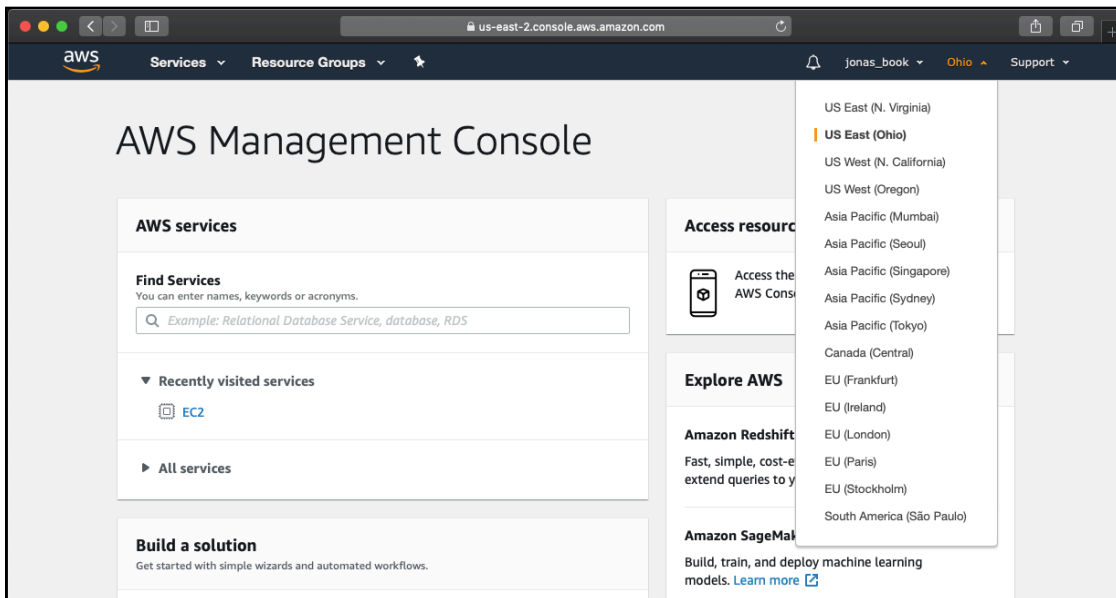 us-east-2.console.aws.amazon.com
aws
Services
Resource Groups
jonas_book
Ohio
Support
AWS Management Console
AWS services
Find Services
You can enter names, keywords or acronyms.
Example: Relational Database Service, database, RDS
Recently visited services
EC2
All services
Build a solution
Get started with simple wizards and automated workflows.
Access resourc
Access the
AWS Cons
Explore AWS
Amazon Redshift
Fast, simple, cost-e
extend queries to y
Amazon SageMak
Build, train, and deploy machine learning
models. Learn more
US East (N. Virginia)
US East (Ohio)
US West (N. California)
US West (Oregon)
Asia Pacific (Mumbai)
Asia Pacific (Seoul)
Asia Pacific (Singapore)
Asia Pacific (Sydney)
Asia Pacific (Tokyo)
Canada (Central)
EU (Frankfurt)
EU (Ireland)
EU (London)
EU (Paris)
EU (Stockholm)
South America (São Paulo)